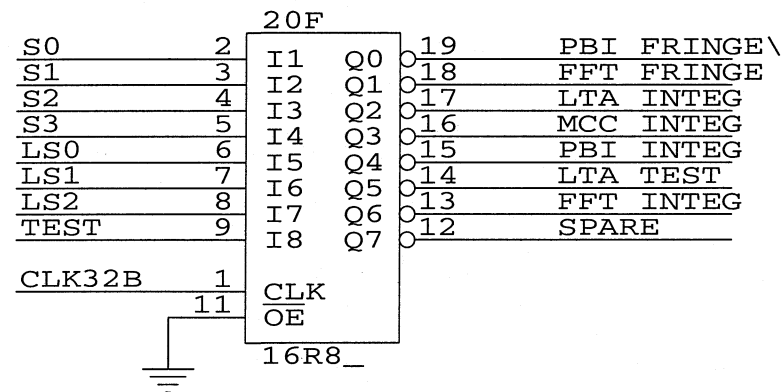 20F
S0 2 I1 Q0 19 PBI FRINGE\
S1 3 I2 Q1 18 FFT FRINGE
S2 4 I3 Q2 17 LTA INTEG
S3 5 I4 Q3 16 MCC INTEG
LS0 6 I5 Q4 15 PBI INTEG
LS1 7 I6 Q5 14 LTA TEST
LS2 8 I7 Q6 13 FFT INTEG
TEST 9 I8 Q7 12 SPARE
CLK32B 1 CLK
11 OE
16R8_